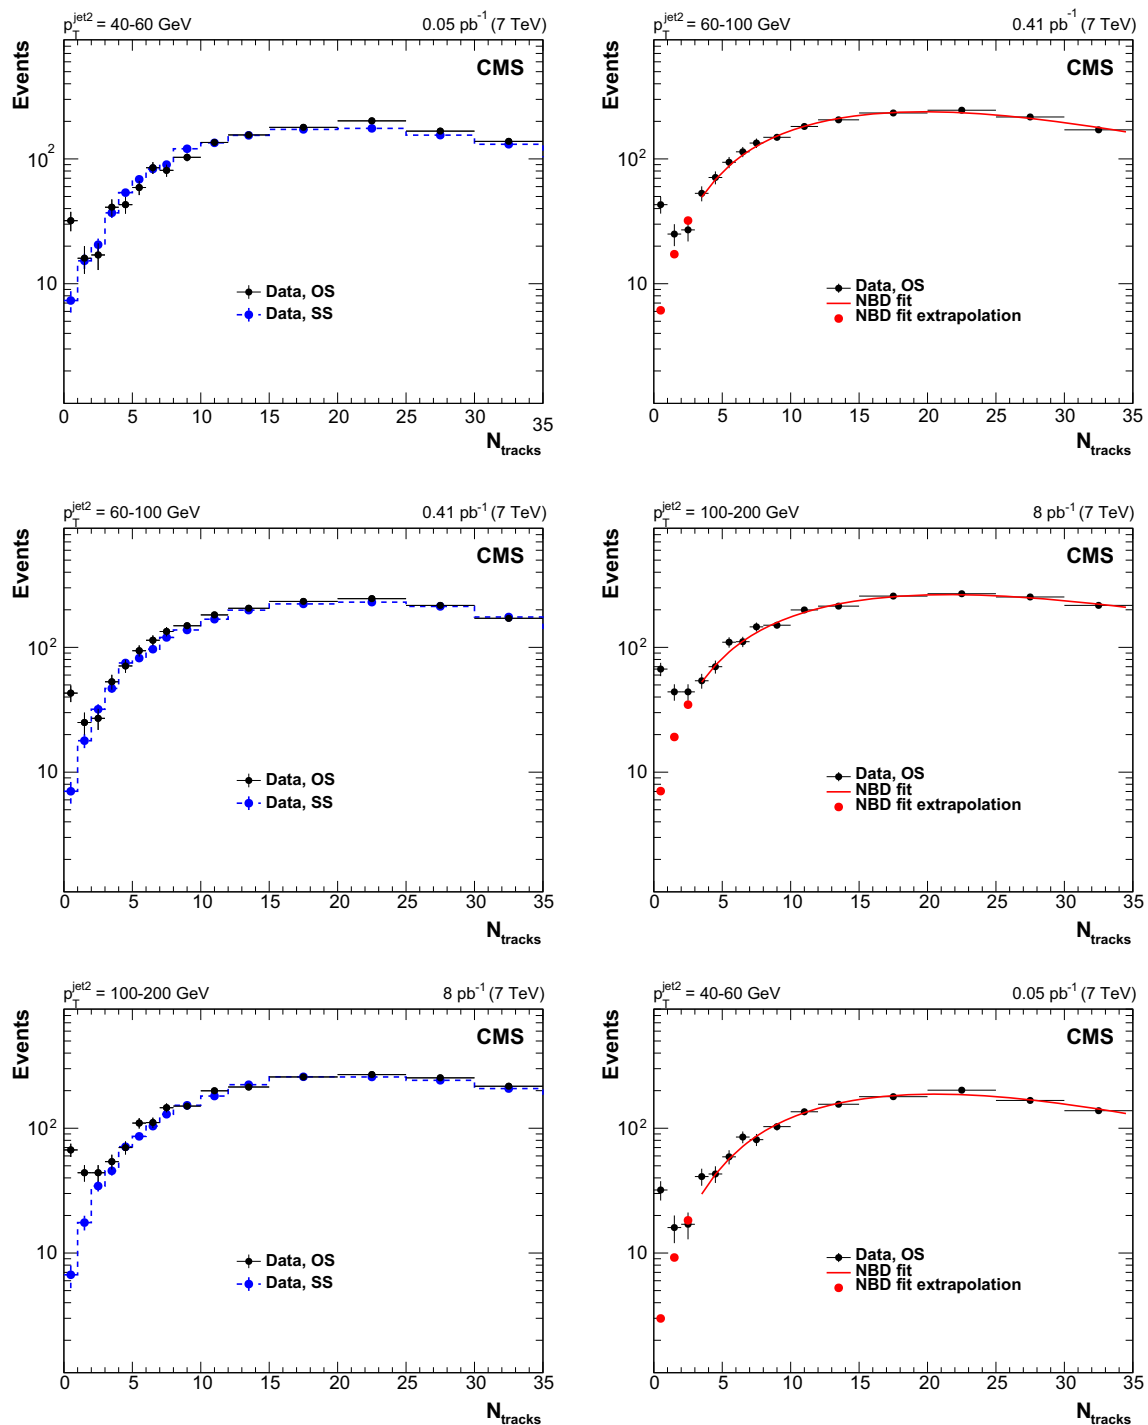 p_T^jet2 = 40-60 GeV 0.05 pb^-1 (7 TeV)
Events
CMS
10^2
10
Data, OS
Data, SS
0 5 10 15 20 25 30 35
N_tracks
p_T^jet2 = 60-100 GeV 0.41 pb^-1 (7 TeV)
Events
CMS
10^2
10
Data, OS
NBD fit
NBD fit extrapolation
0 5 10 15 20 25 30 35
N_tracks
p_T^jet2 = 60-100 GeV 0.41 pb^-1 (7 TeV)
Events
CMS
10^2
10
Data, OS
Data, SS
0 5 10 15 20 25 30 35
N_tracks
p_T^jet2 = 100-200 GeV 8 pb^-1 (7 TeV)
Events
CMS
10^2
10
Data, OS
NBD fit
NBD fit extrapolation
0 5 10 15 20 25 30 35
N_tracks
p_T^jet2 = 100-200 GeV 8 pb^-1 (7 TeV)
Events
CMS
10^2
10
Data, OS
Data, SS
0 5 10 15 20 25 30 35
N_tracks
p_T^jet2 = 40-60 GeV 0.05 pb^-1 (7 TeV)
Events
CMS
10^2
10
Data, OS
NBD fit
NBD fit extrapolation
0 5 10 15 20 25 30 35
N_tracks